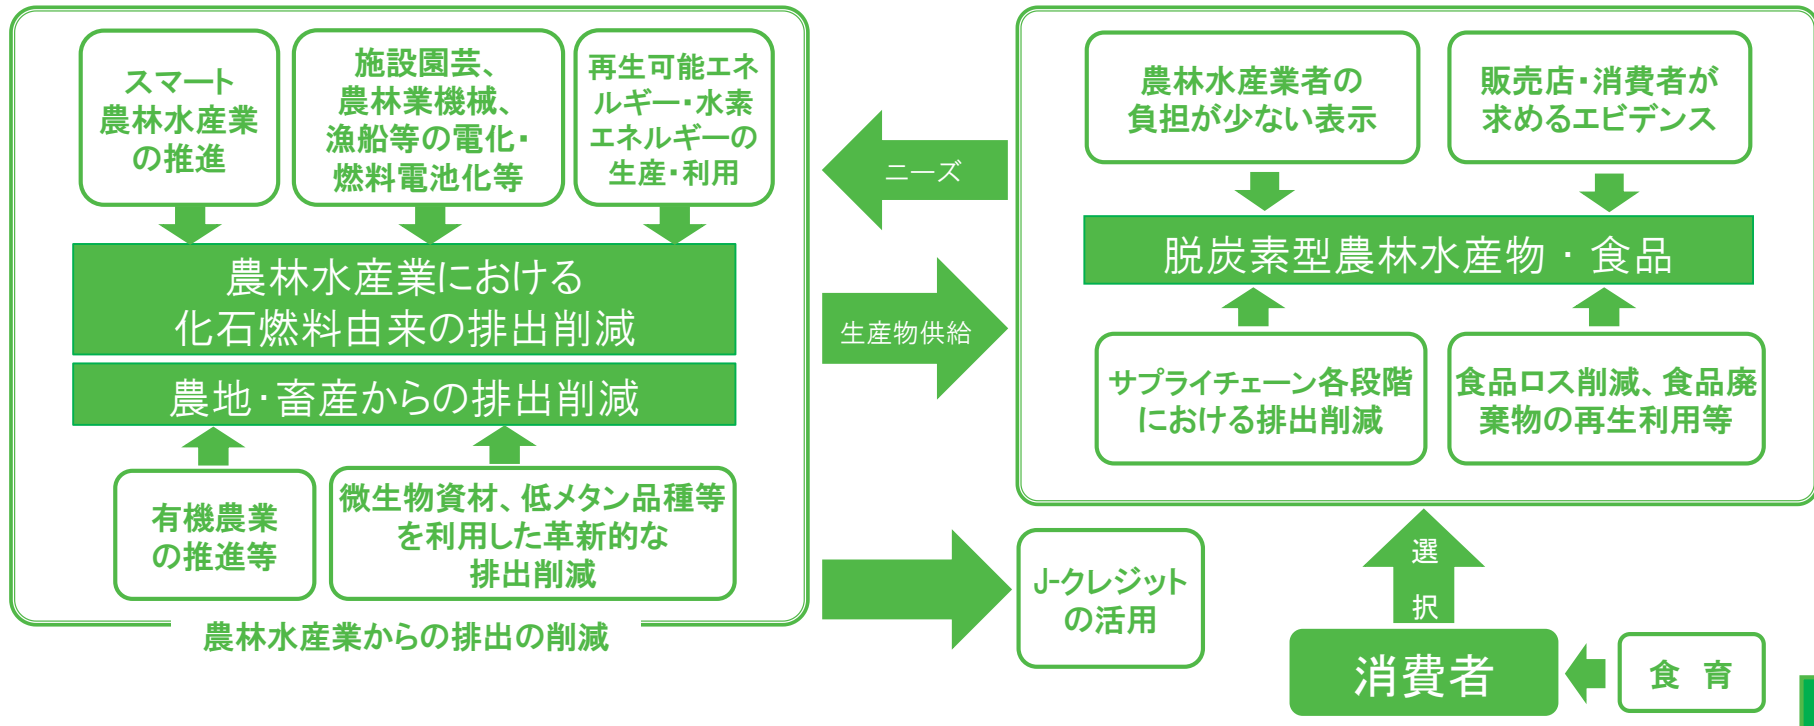 スマート
農林水産業
の推進
施設園芸、
農林業機械、
漁船等の電化・
燃料電池化等
再生可能エネ
ルギー・水素
エネルギーの
生産・利用
農林水産業における
化石燃料由来の排出削減
農地・畜産からの排出削減
有機農業
の推進等
微生物資材、低メタン品種等
を利用した革新的な
排出削減
農林水産業からの排出の削減
ニーズ
生産物供給
農林水産業者の
負担が少ない表示
販売店・消費者が
求めるエビデンス
脱炭素型農林水産物・食品
サプライチェーン各段階
における排出削減
食品ロス削減、食品廃
棄物の再生利用等
J-クレジット
の活用
選
択
消費者
食 育